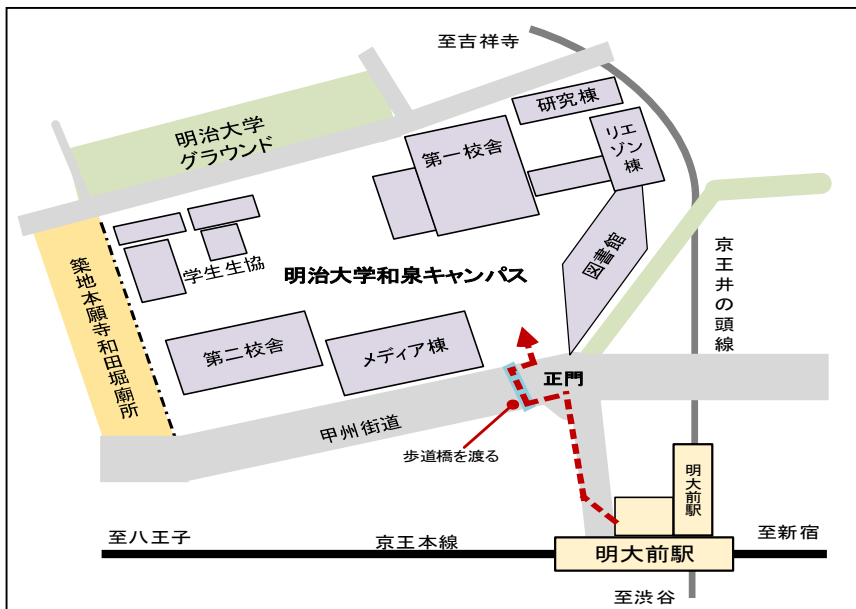 至吉祥寺
研究棟
明治大学
グラウンド
第一校舎
リエ
ゾン
棟
図書館
京王井の頭線
学生生協
明治大学和泉キャンパス
築地本願寺和田堀廟所
第二校舎
メディア棟
正門
甲州街道
歩道橋を渡る
明大前駅
至八王子
京王本線
明大前駅
至新宿
至渋谷